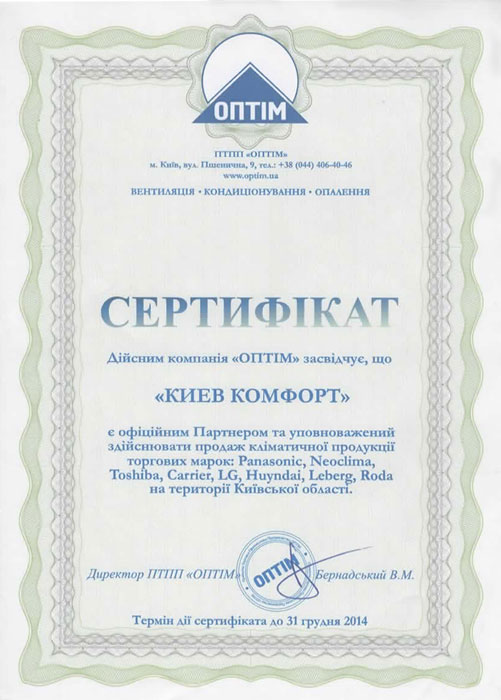 ОПТІМ
ПТПП «ОПТІМ»
м. Київ, вул. Пшенична, 9, тел.: +38 (044) 406-40-46
www.optim.ua
ВЕНТИЛЯЦІЯ • КОНДИЦІОНУВАННЯ • ОПАЛЕННЯ
СЕРТИФІКАТ
Дійсним компанія «ОПТІМ» засвідчує, що
«КИЕВ КОМФОРТ»
є офіційним Партнером та уповноважений
здійснювати продаж кліматичної продукції
торгових марок: Panasonic, Neoclima,
Toshiba, Carrier, LG, Huyndai, Leberg, Roda
на території Київської області.
Директор ПТПП «ОПТІМ» Бернадський В.М.
ОПТІМ
Термін дії сертифіката до 31 грудня 2014